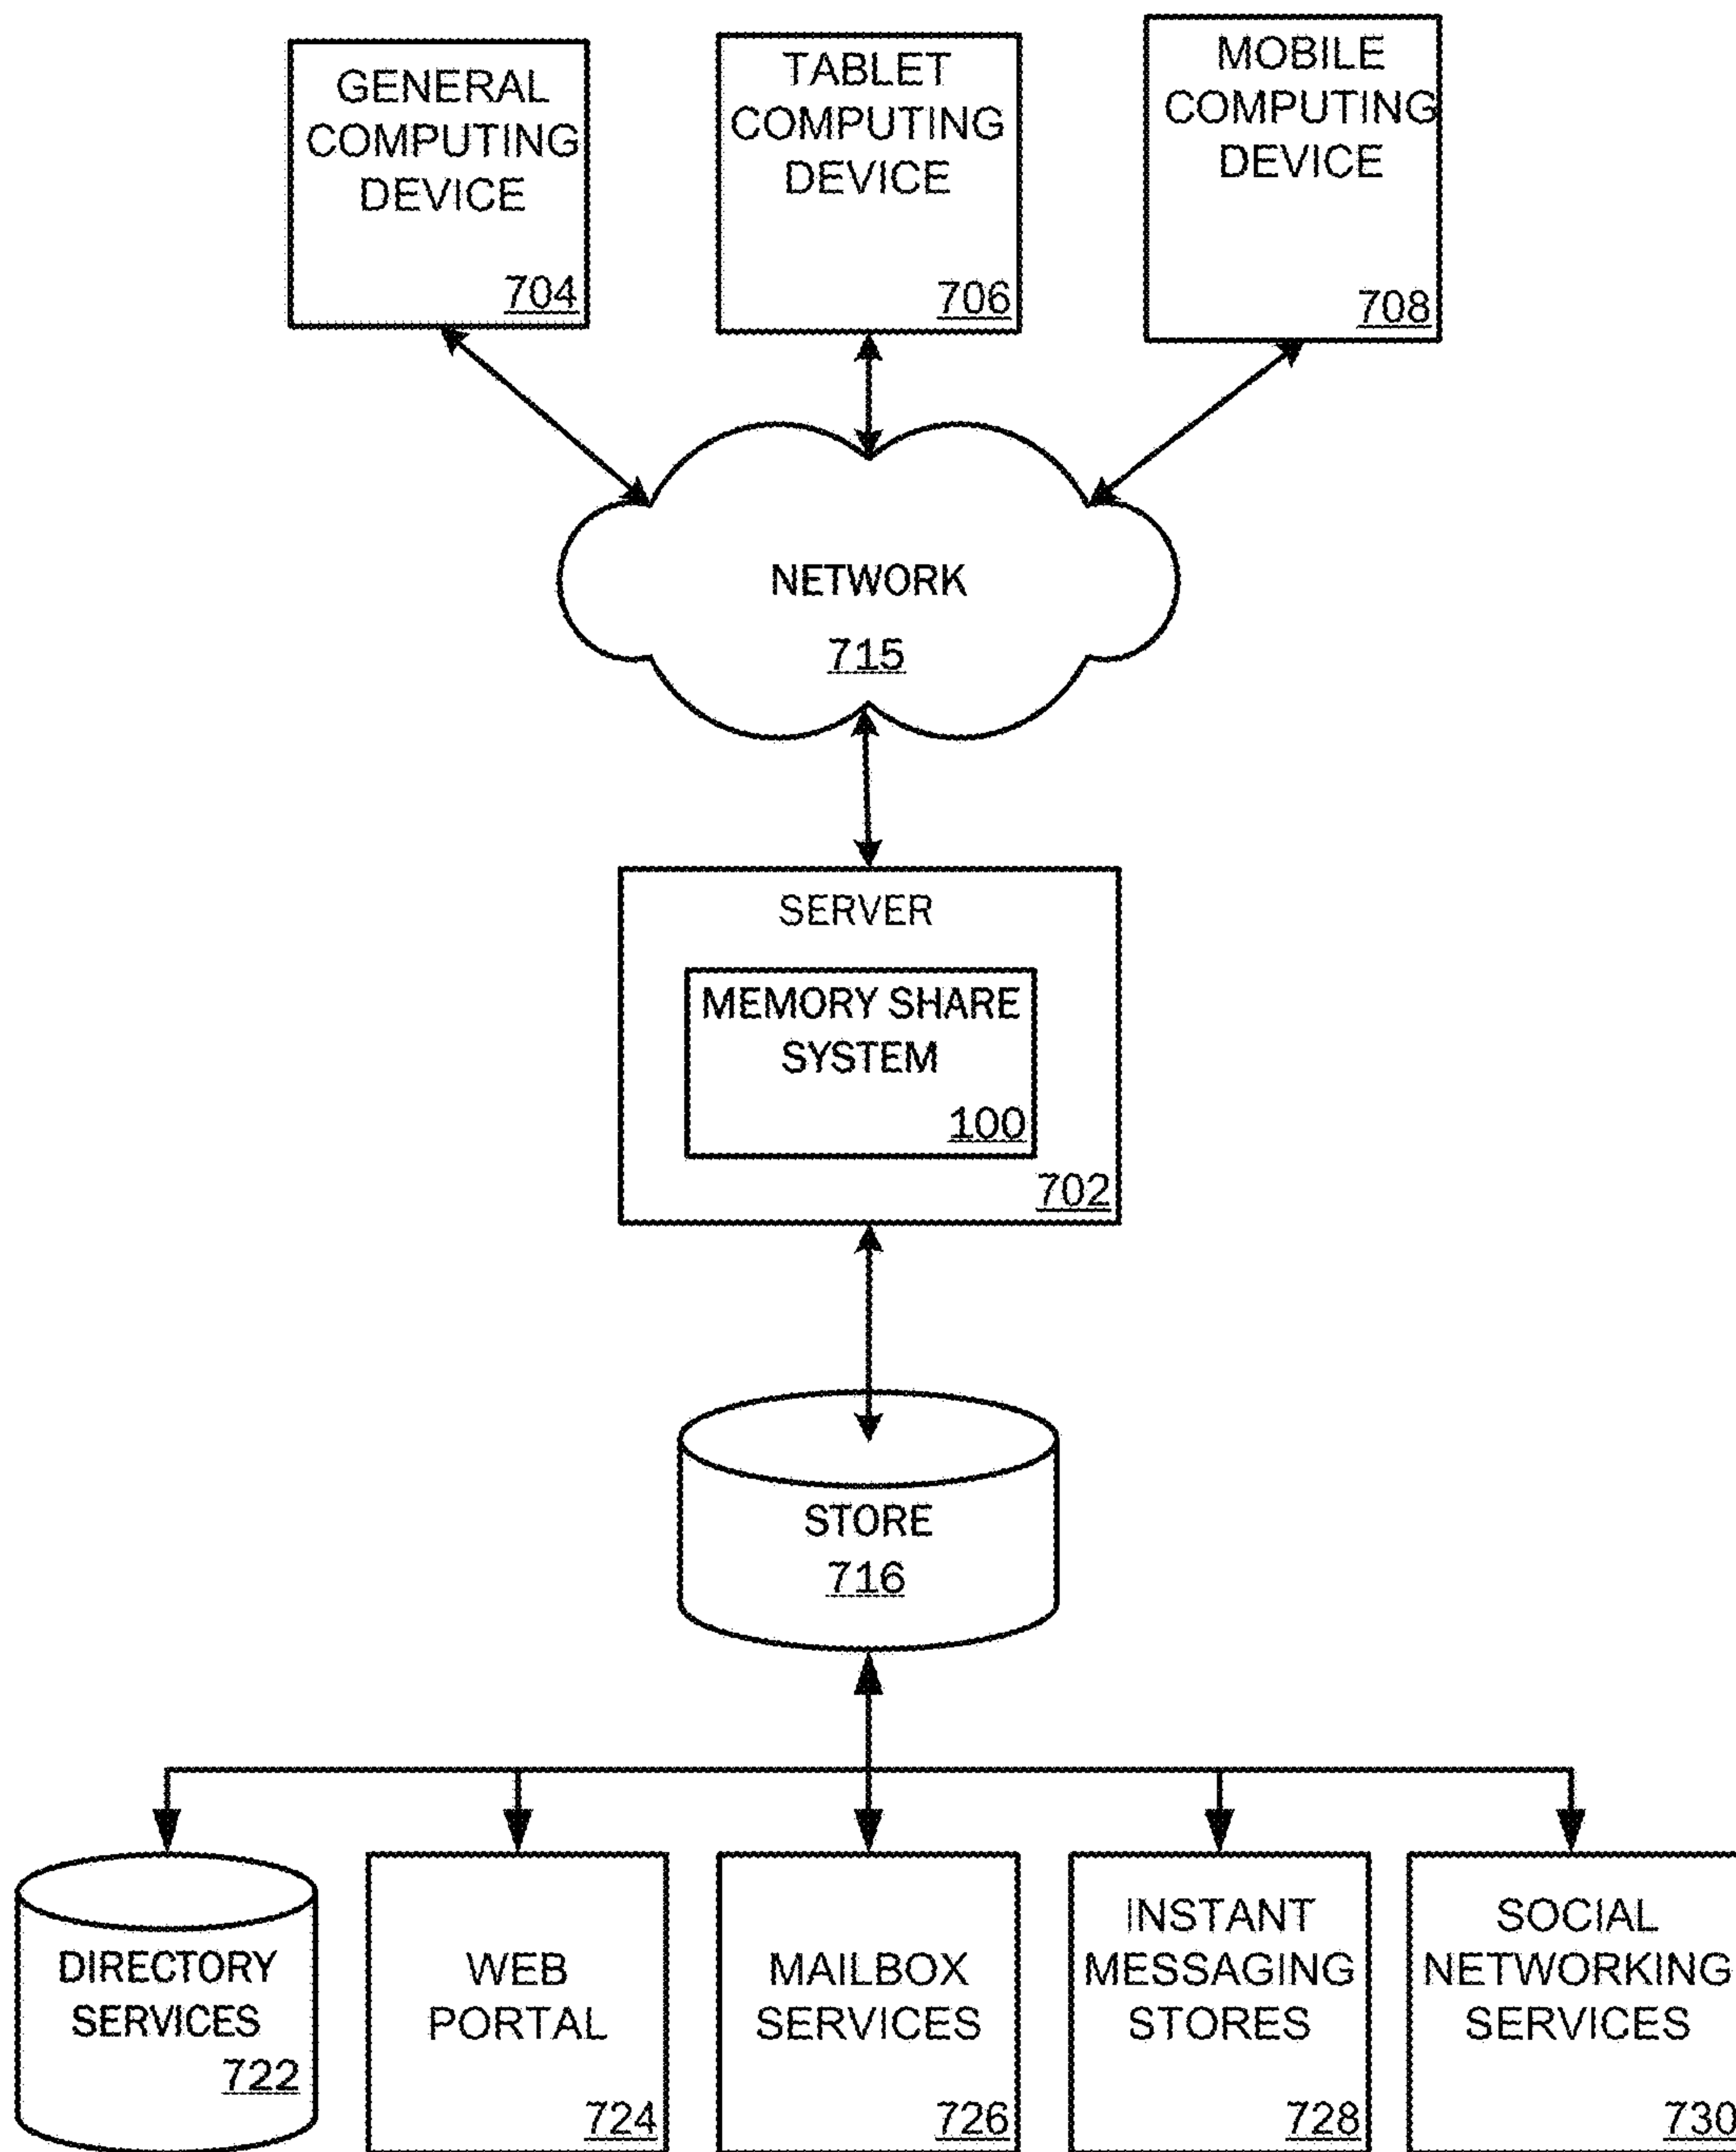 GENERAL
COMPUTING
DEVICE
704
TABLET
COMPUTING
DEVICE
706
MOBILE
COMPUTING
DEVICE
708
NETWORK
715
SERVER
MEMORY SHARE
SYSTEM
100
702
STORE
716
DIRECTORY
SERVICES
722
WEB
PORTAL
724
MAILBOX
SERVICES
726
INSTANT
MESSAGING
STORES
728
SOCIAL
NETWORKING
SERVICES
730